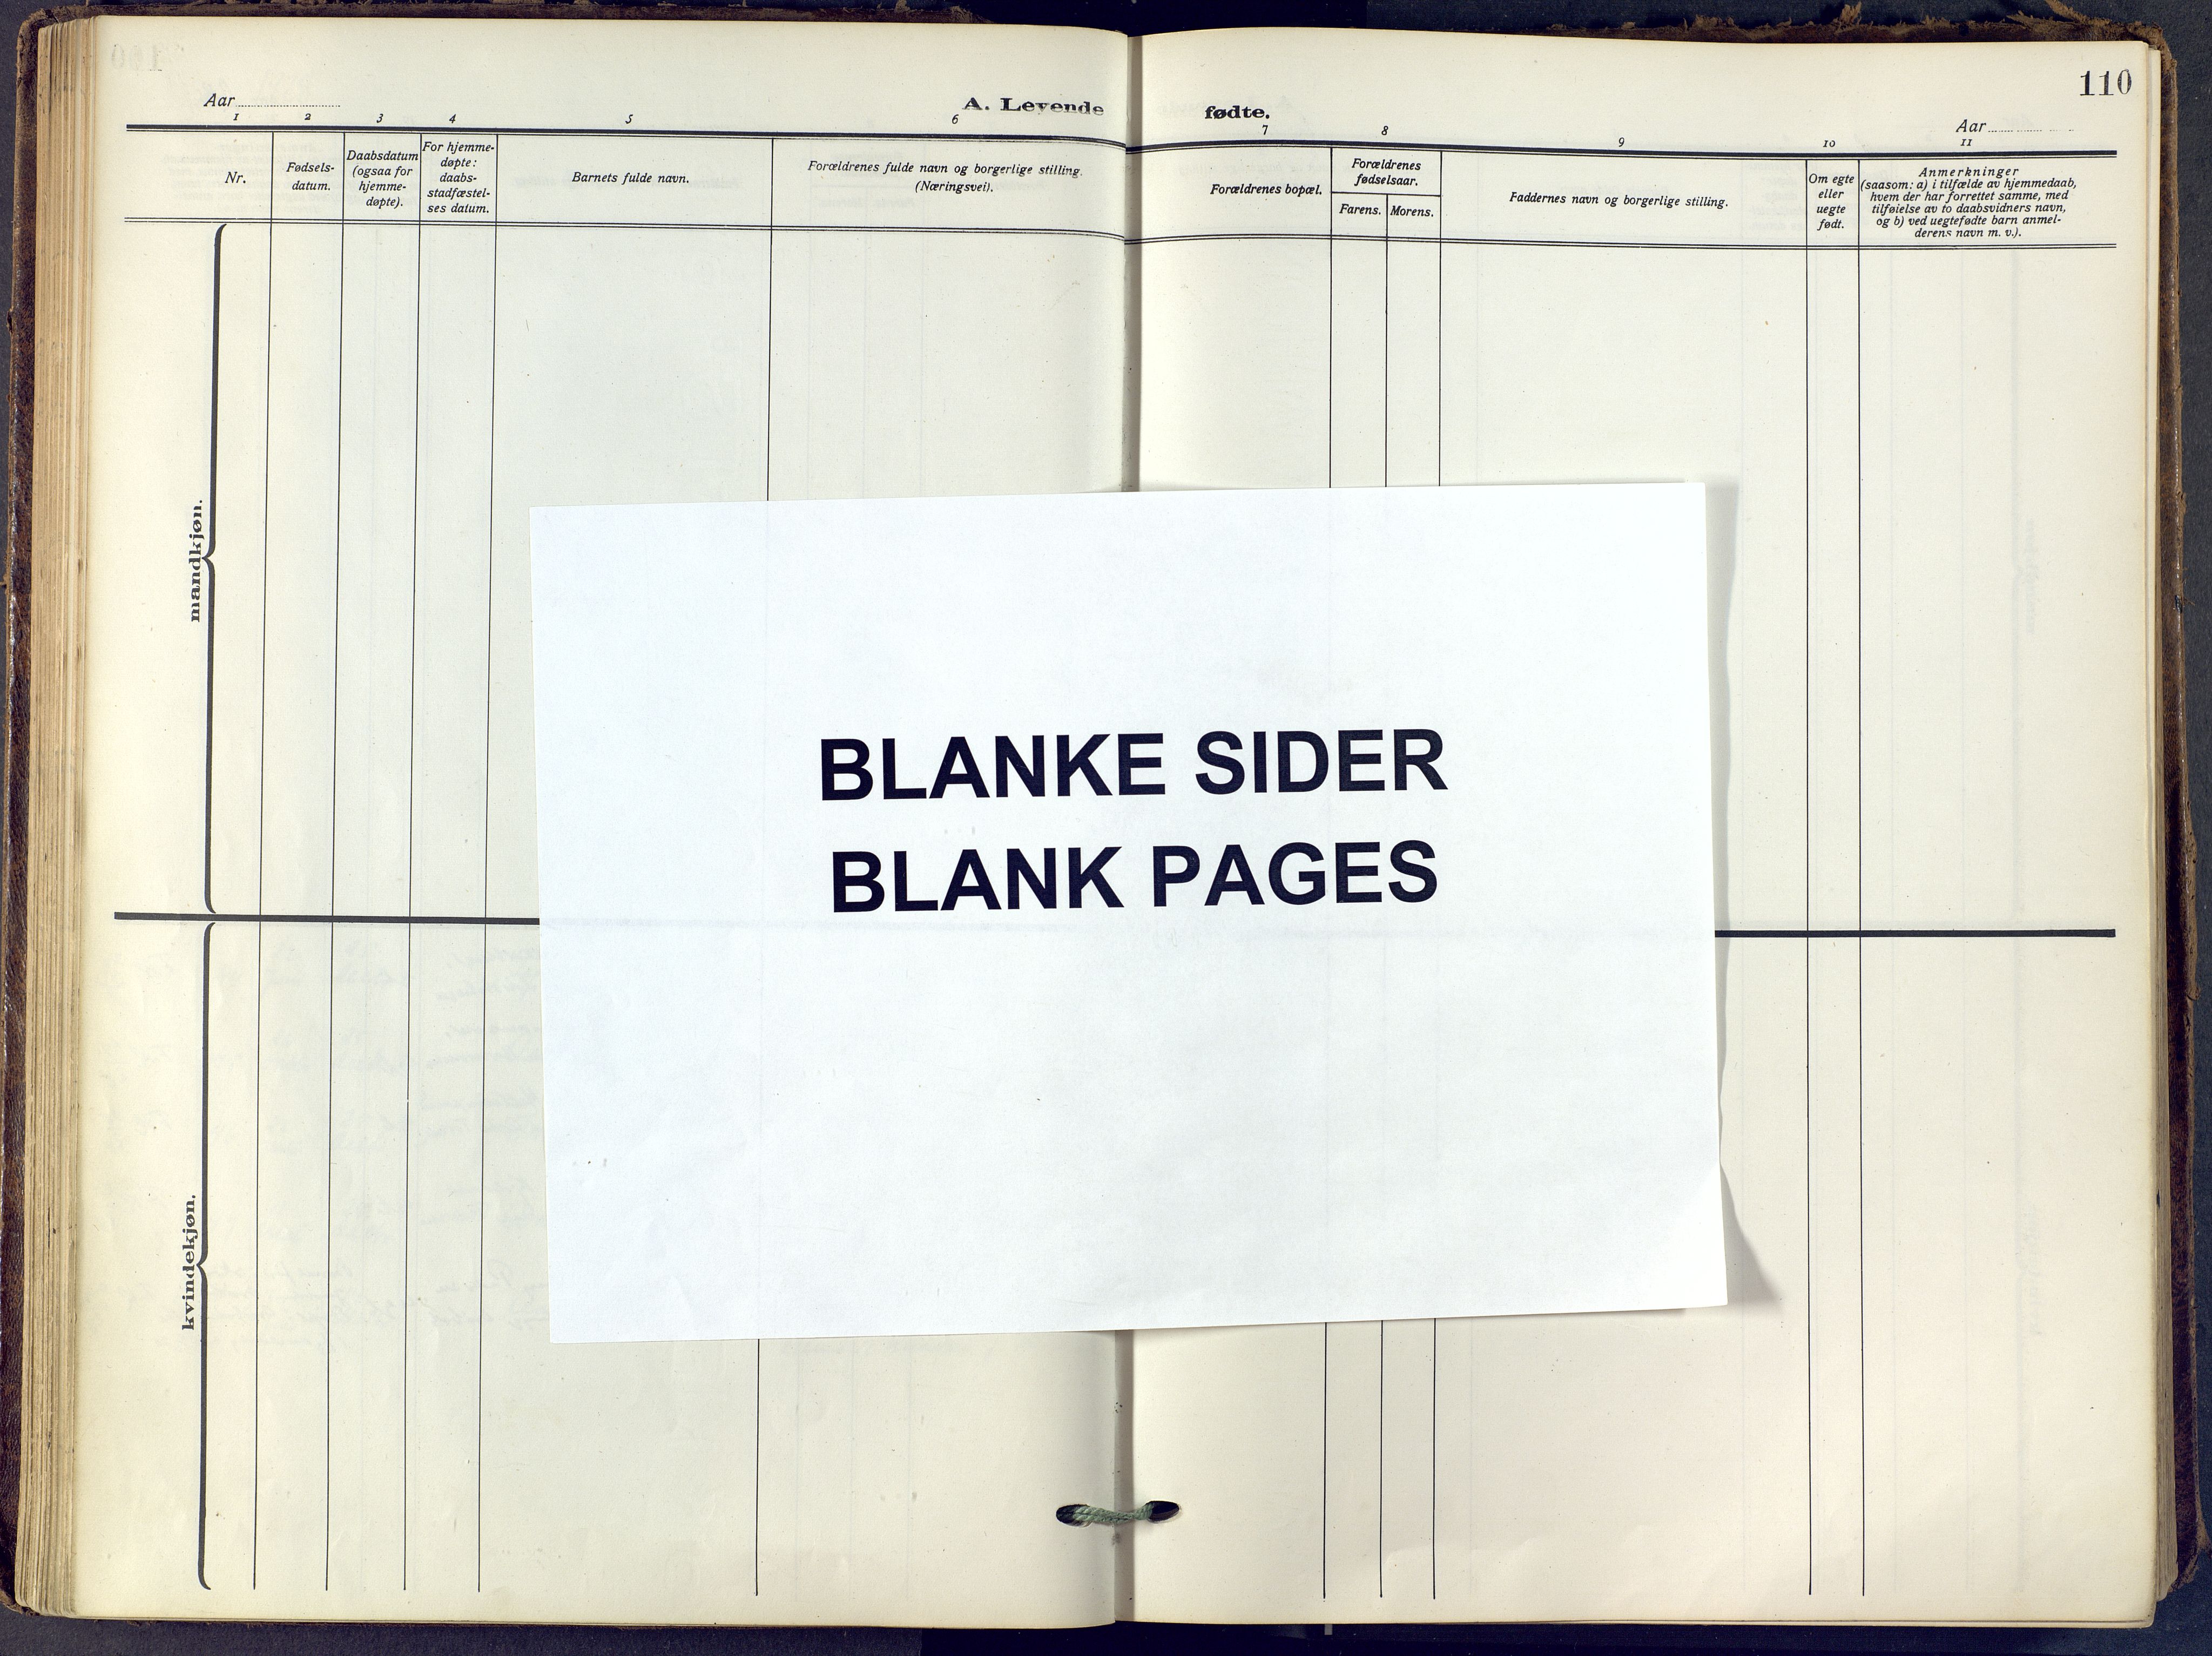 110
Aar
A. Levende fødte.
Aar
1 2 3 4 5 6 7 8 9 10 11
Nr.
Fødsels-
datum.
Daabsdatum
(ogsaa for
hjemme-
døpte).
For hjemme-
døpte:
daabs-
stadfæstel-
ses datum.
Barnets fulde navn.
Forældrenes fulde navn og borgerlige stilling.
(Næringsvei).
Forældrenes bopæl.
Forældrenes
fødselsaar.
Farens.
Morens.
Faddernes navn og borgerlige stilling.
Om egte
eller
uegte
født.
Anmerkninger
(saasom: a) i tilfælde av hjemmedaab,
hvem der har forrettet samme, med
tilføielse av to daabsvidners navn,
og b) ved uegtefødte barn anmel-
derens navn m. v.).
mandkjøn.
BLANKE SIDER
BLANK PAGES
kvindekjøn.